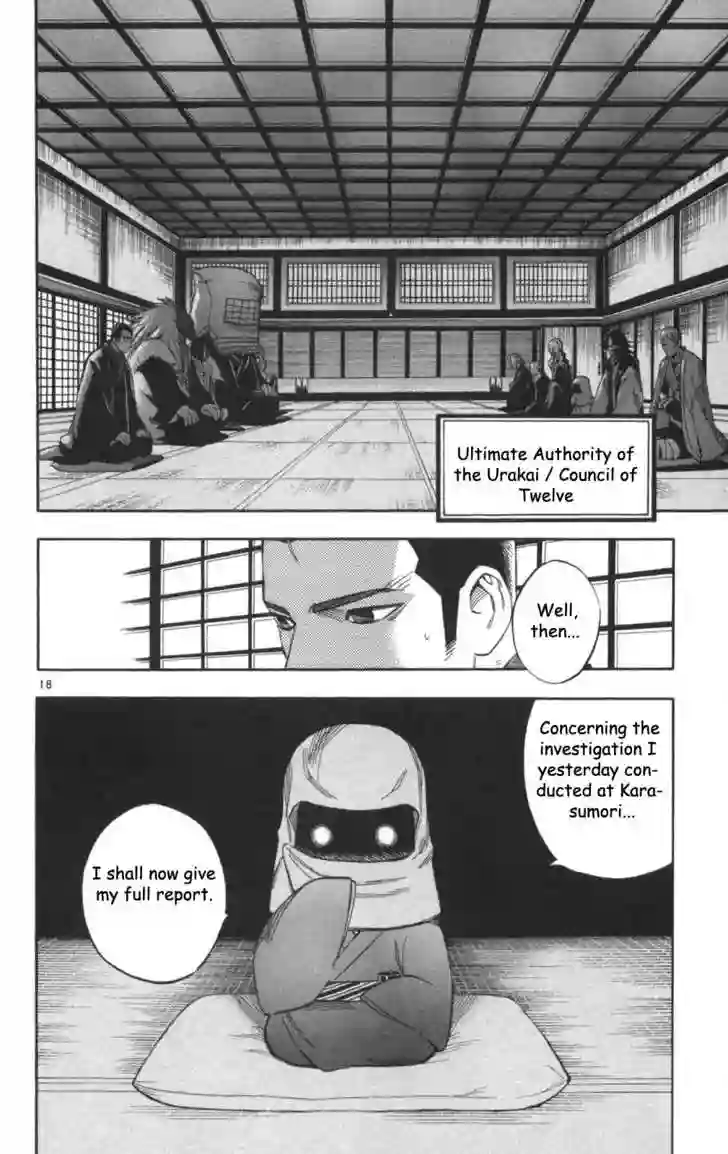 Ultimate Authority of
the Urakai / Council of
Twelve
Well,
then...
18
Concerning the
investigation I
yesterday con-
ducted at Kara-
sumori...
I shall now give
my full report.